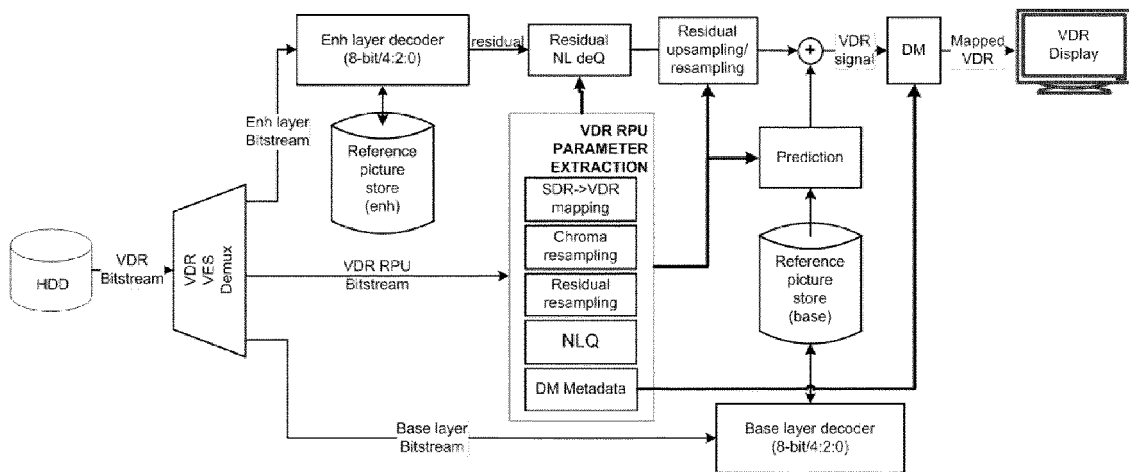 Enh layer decoder
(8-bit/4:2:0)
residual
Residual
NL deQ
Residual
upsampling/
resampling
+
VDR
signal
DM
Mapped
VDR
VDR
Display
Enh layer
Bitstream
Reference
picture
store
(enh)
VDR RPU
PARAMETER
EXTRACTION
SDR->VDR
mapping
Chroma
resampling
Residual
resampling
NLQ
DM Metadata
Prediction
Reference
picture
store
(base)
HDD
VDR
Bitstream
VDR
VES
Demux
VDR RPU
Bitstream
Base layer
Bitstream
Base layer decoder
(8-bit/4:2:0)